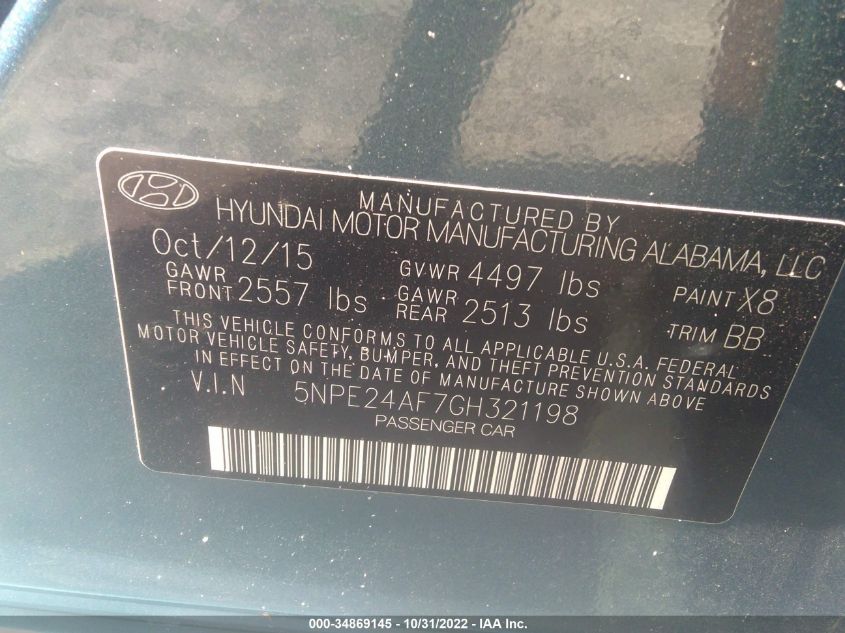 MANUFACTURED BY
HYUNDAI MOTOR MANUFACTURING ALABAMA, LLC
Oct/12/15 GVWR 4497 lbs PAINT X8
GAWR FRONT 2557 lbs GAWR REAR 2513 lbs TRIM BB
THIS VEHICLE CONFORMS TO ALL APPLICABLE U.S.A. FEDERAL
MOTOR VEHICLE SAFETY, BUMPER, AND THEFT PREVENTION STANDARDS
IN EFFECT ON THE DATE OF MANUFACTURE SHOWN ABOVE
V.I.N 5NPE24AF7GH321198
PASSENGER CAR
000-34869145 - 10/31/2022 - IAA Inc.